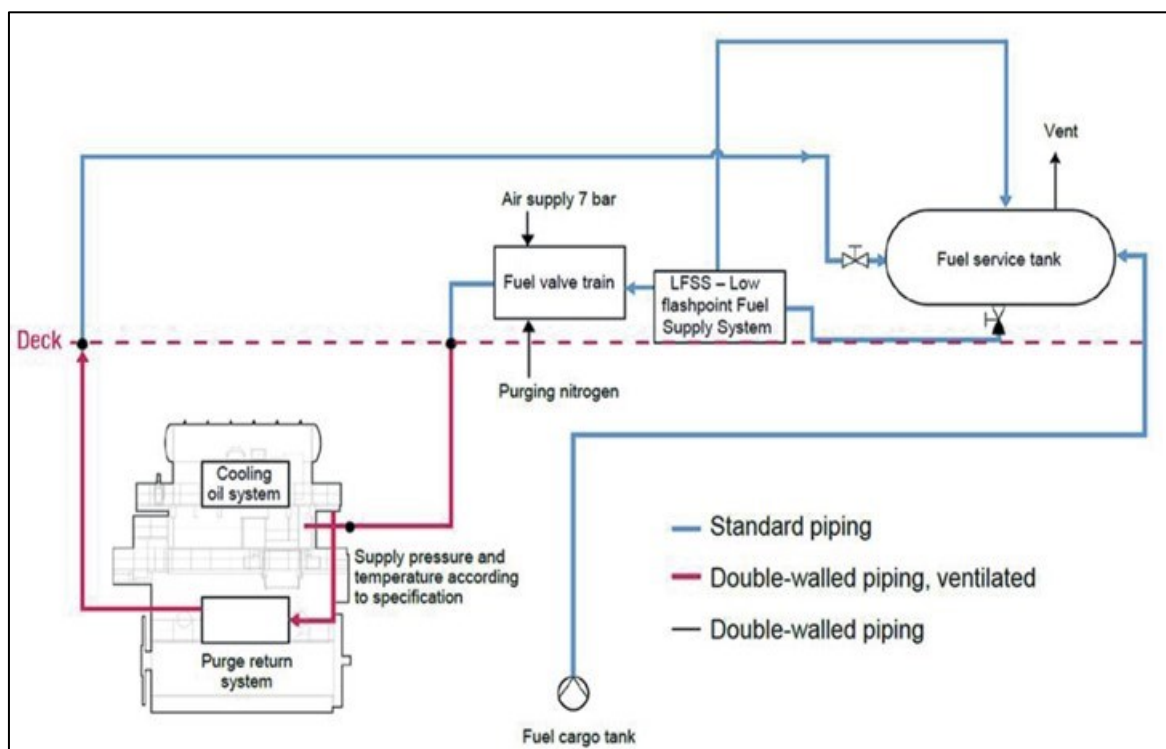 Vent
Air supply 7 bar
Fuel valve train
LFSS – Low
flashpoint Fuel
Supply System
Fuel service tank
Deck
Purging nitrogen
Cooling
oil system
Supply pressure and
temperature according
to specification
Purge return
system
Standard piping
Double-walled piping, ventilated
Double-walled piping
Fuel cargo tank